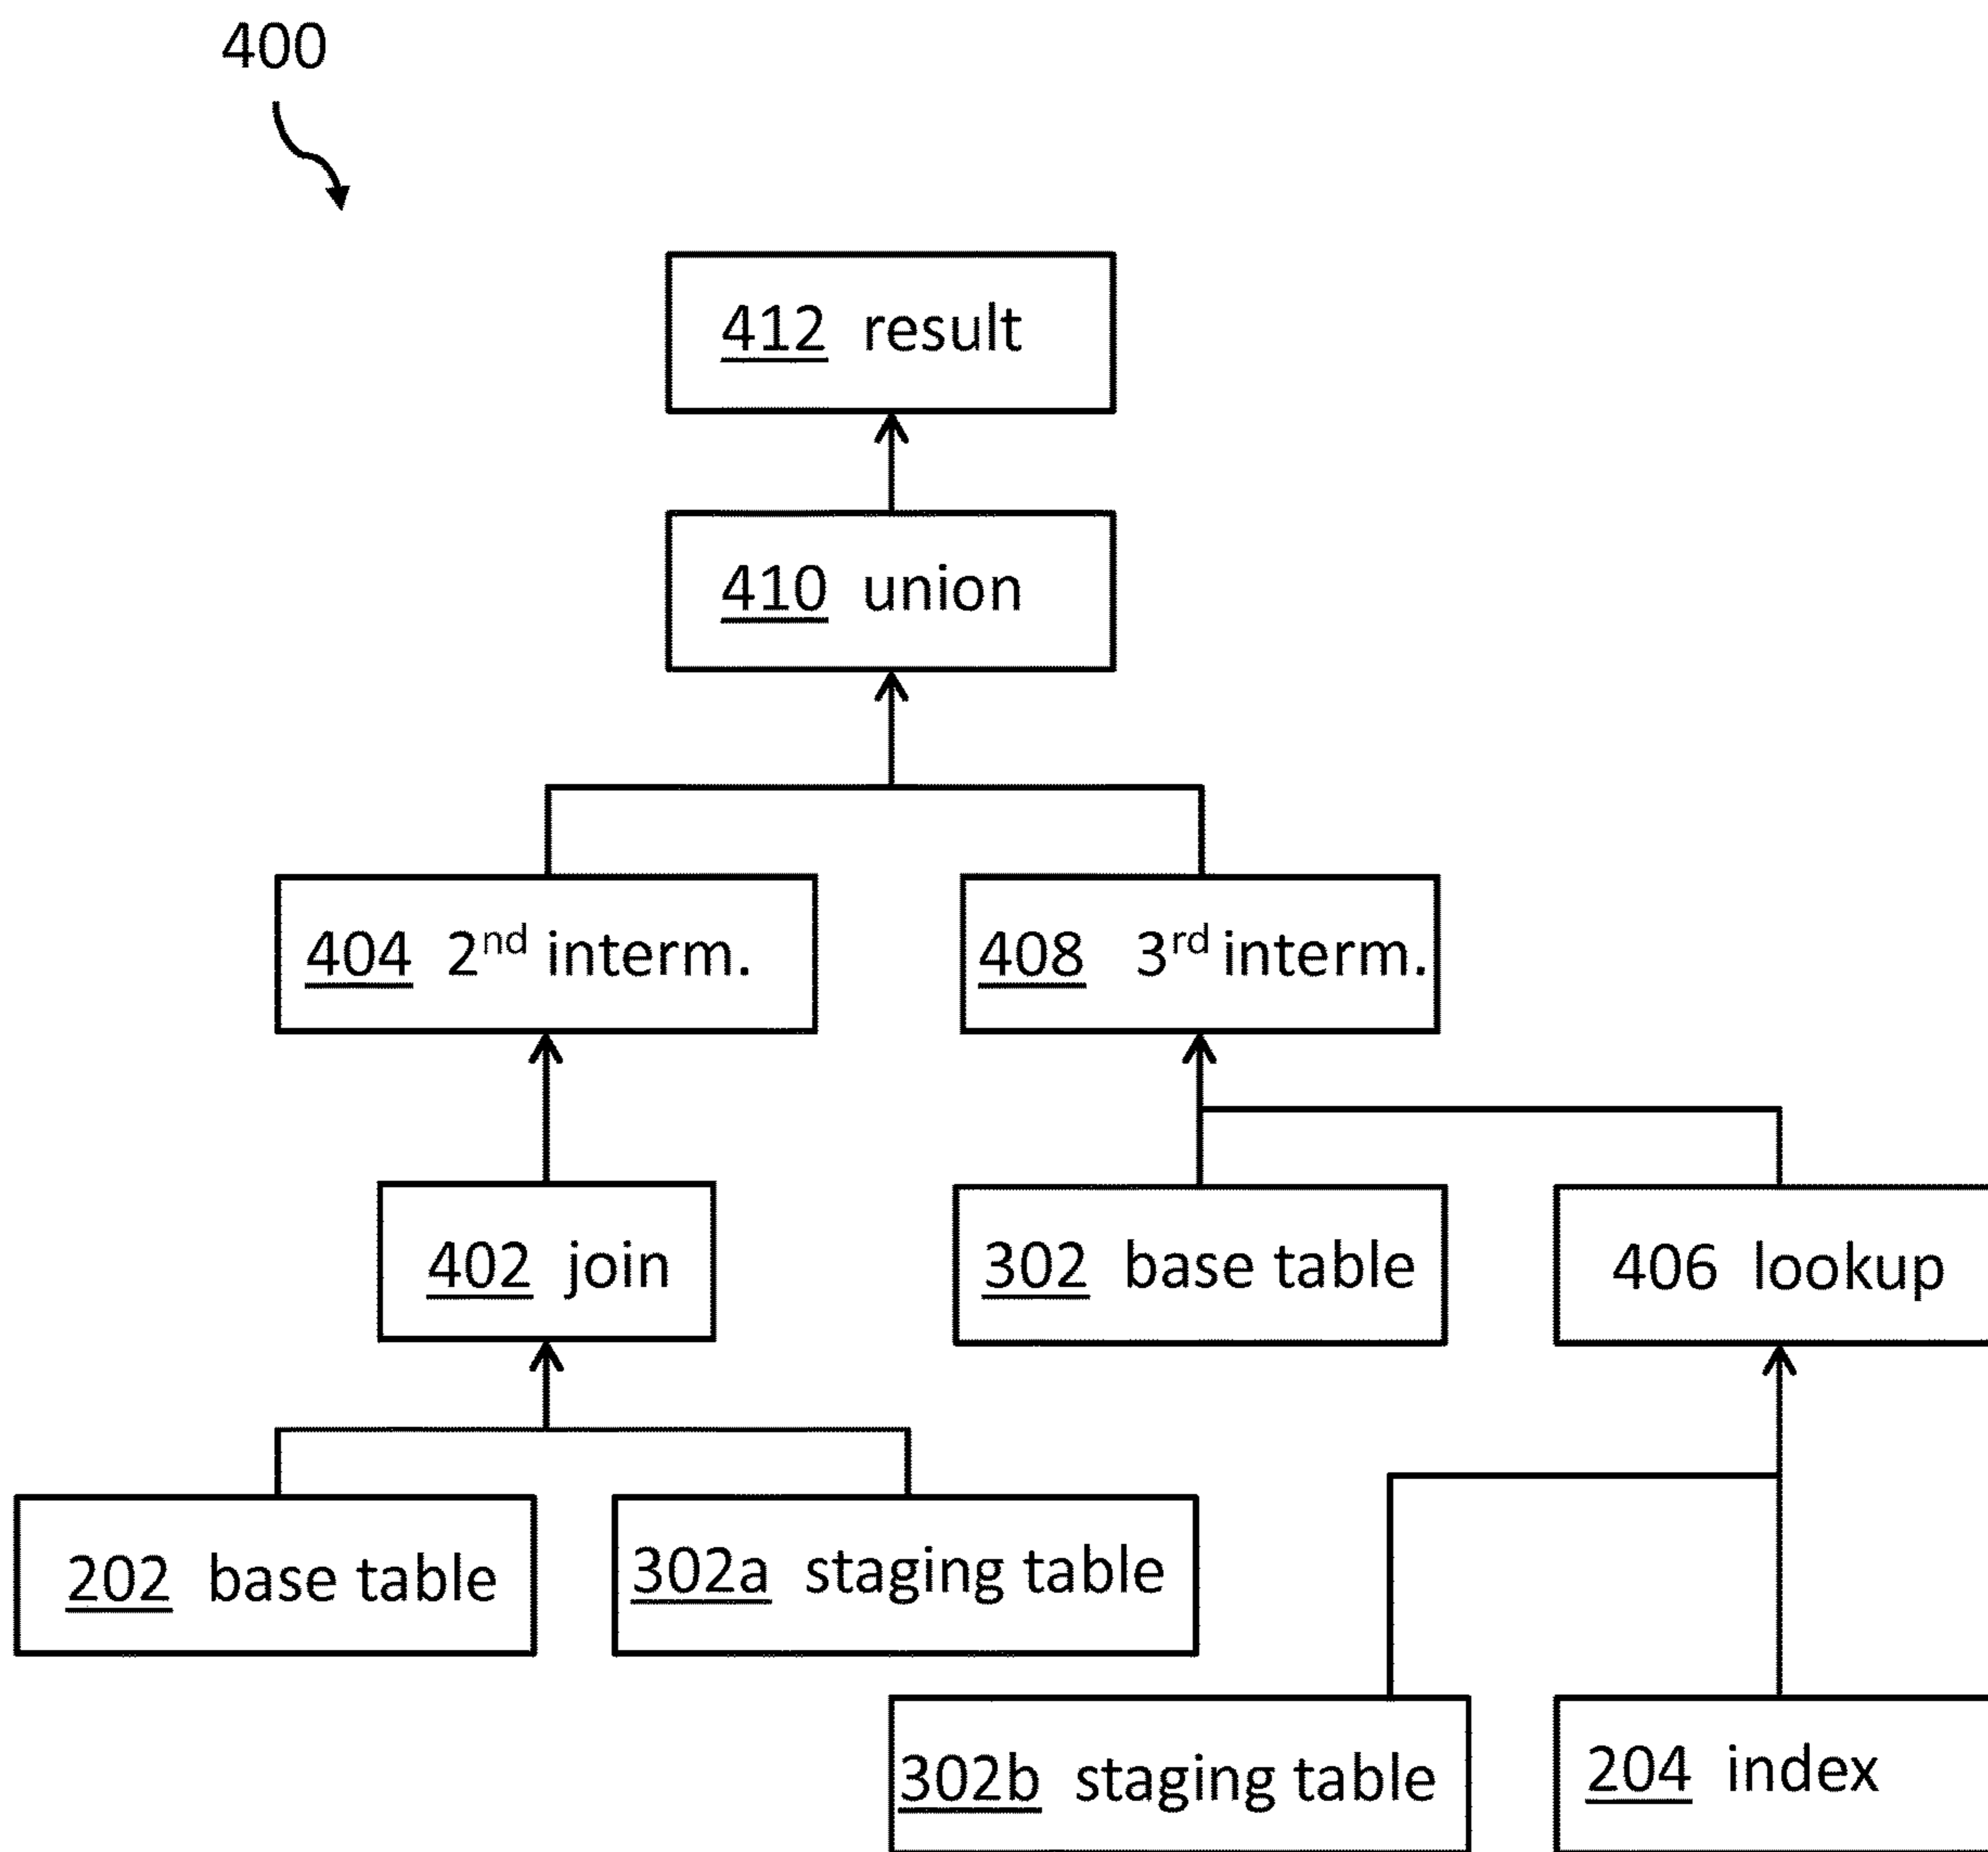 400
412 result
410 union
404 2nd interm.
408 3rd interm.
402 join
302 base table
406 lookup
202 base table
302a staging table
302b staging table
204 index